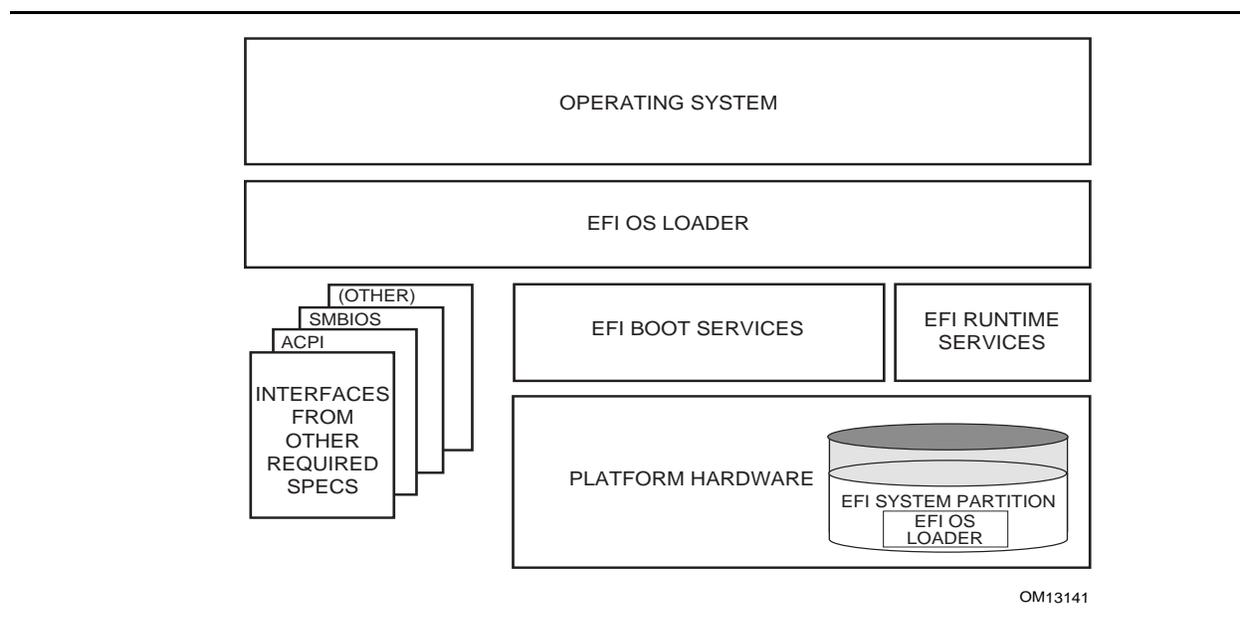 OPERATING SYSTEM
EFI OS LOADER
(OTHER)
SMBIOS
ACPI
INTERFACES
FROM
OTHER
REQUIRED
SPECS
EFI BOOT SERVICES
EFI RUNTIME
SERVICES
PLATFORM HARDWARE
EFI SYSTEM PARTITION
EFI OS
LOADER
OM13141